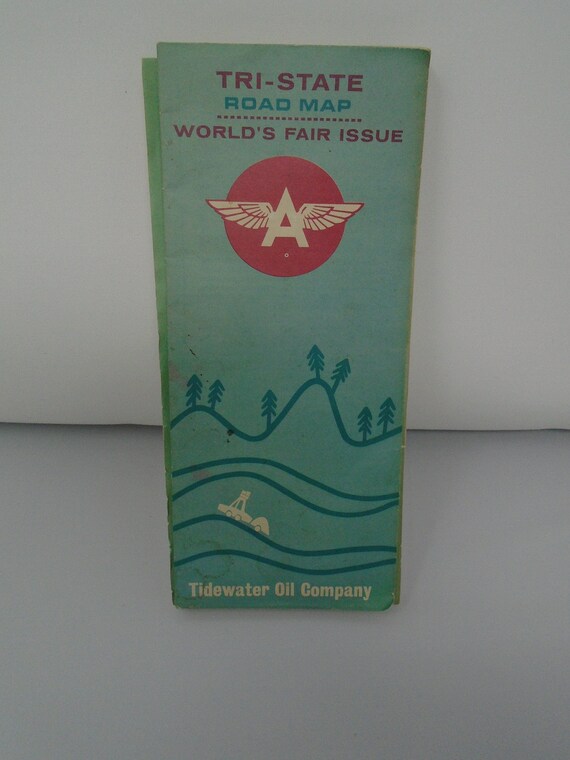 TRI-STATE
ROAD MAP
WORLD'S FAIR ISSUE
A
Tidewater Oil Company